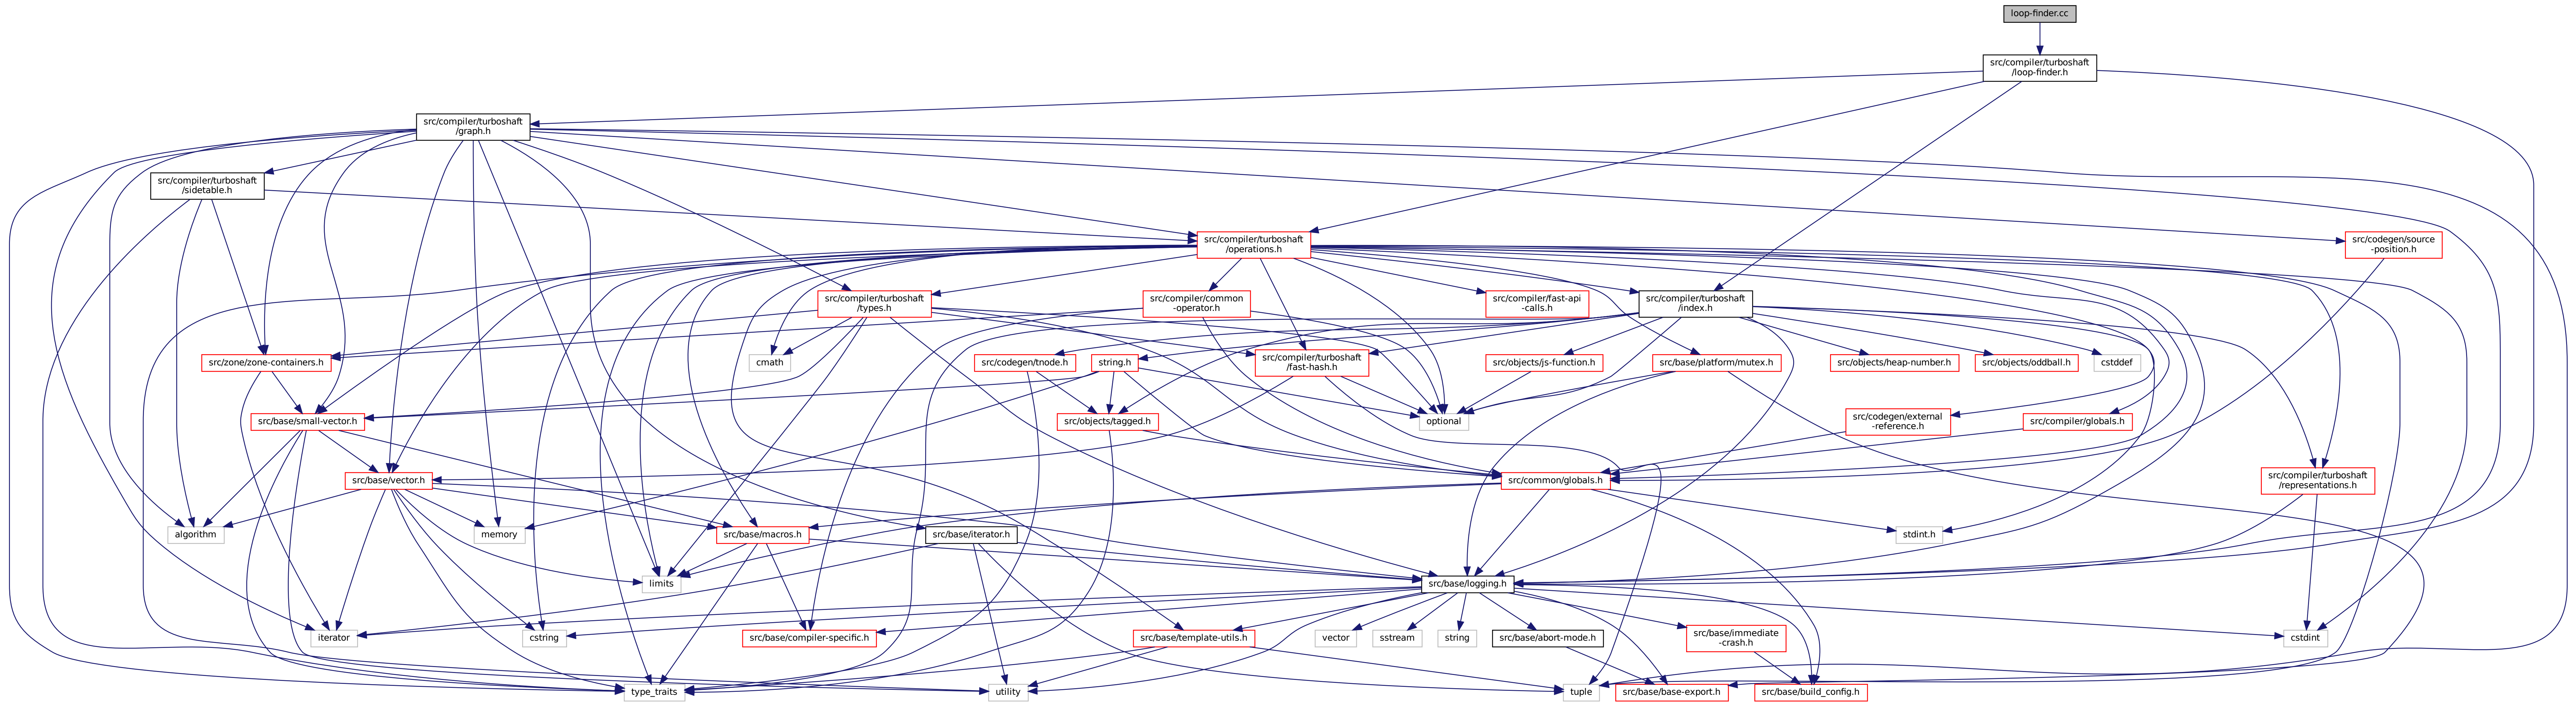 loop-finder.cc
src/compiler/turboshaft
/loop-finder.h
src/compiler/turboshaft
/graph.h
src/compiler/turboshaft
/sidetable.h
src/compiler/turboshaft
/operations.h
src/codegen/source
-position.h
src/compiler/turboshaft
/types.h
src/compiler/common
-operator.h
src/compiler/fast-api
-calls.h
src/compiler/turboshaft
/index.h
src/zone/zone-containers.h
cmath
src/codegen/tnode.h
string.h
src/compiler/turboshaft
/fast-hash.h
src/objects/js-function.h
src/base/platform/mutex.h
src/objects/heap-number.h
src/objects/oddball.h
cstddef
src/base/small-vector.h
src/objects/tagged.h
optional
src/codegen/external
-reference.h
src/compiler/globals.h
src/base/vector.h
src/common/globals.h
src/compiler/turboshaft
/representations.h
algorithm
memory
src/base/macros.h
src/base/iterator.h
stdint.h
limits
src/base/logging.h
iterator
cstring
src/base/compiler-specific.h
src/base/template-utils.h
vector
sstream
string
src/base/abort-mode.h
src/base/immediate
-crash.h
cstdint
type_traits
utility
tuple
src/base/base-export.h
src/base/build_config.h